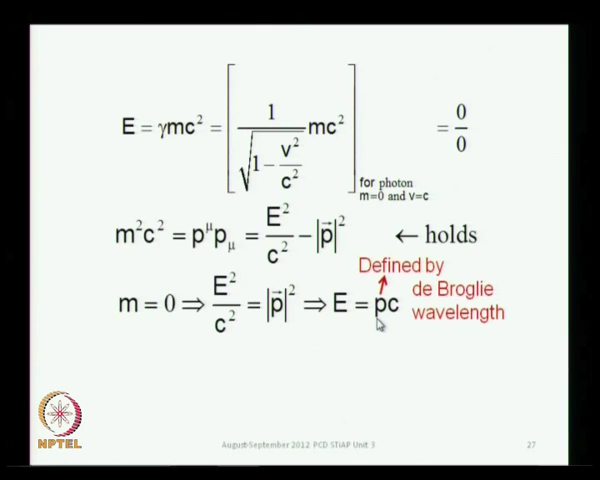 E = γmc² = [1/√(1 − v²/c²) mc²] for photon m=0 and v=c = 0/0
m²c² = p^μ p_μ = E²/c² − |p⃗|² ← holds
Defined by
de Broglie
wavelength
m = 0 ⇒ E²/c² = |p⃗|² ⇒ E = pc
NPTEL
August-September 2012 PCD STiAP Unit 3
27